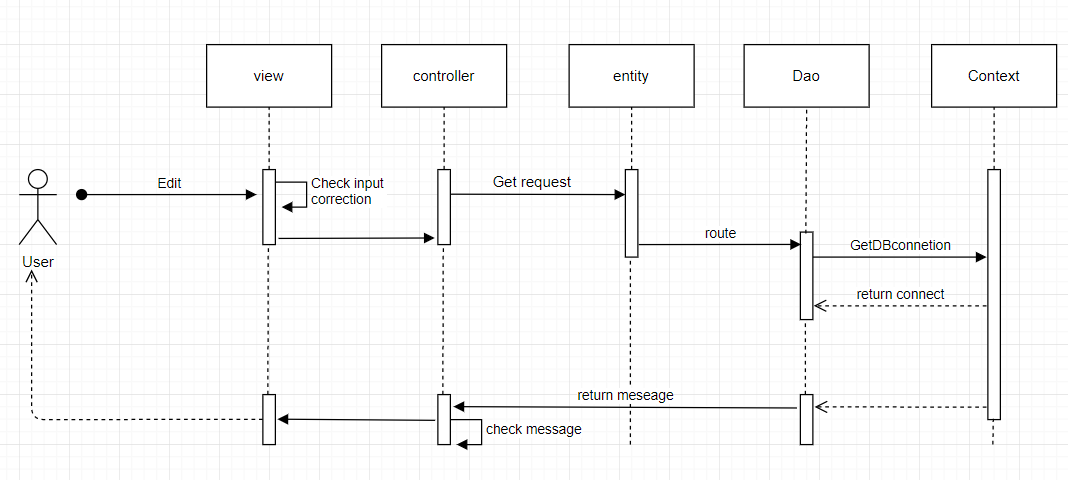 view
controller
entity
Dao
Context
Edit
Check input
correction
Get request
route
GetDBconnetion
User
return connect
return meseage
check message